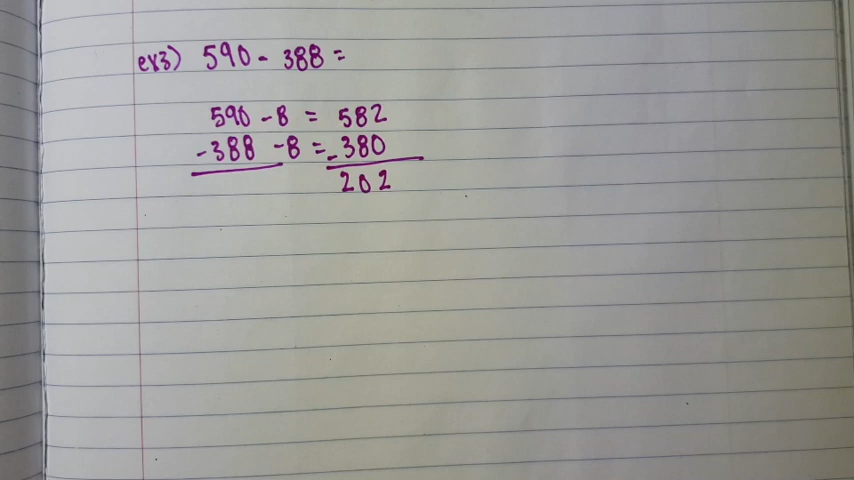 ex3) 590 - 388 =
590 - 8 = 582
- 388 - 8 = - 380
202